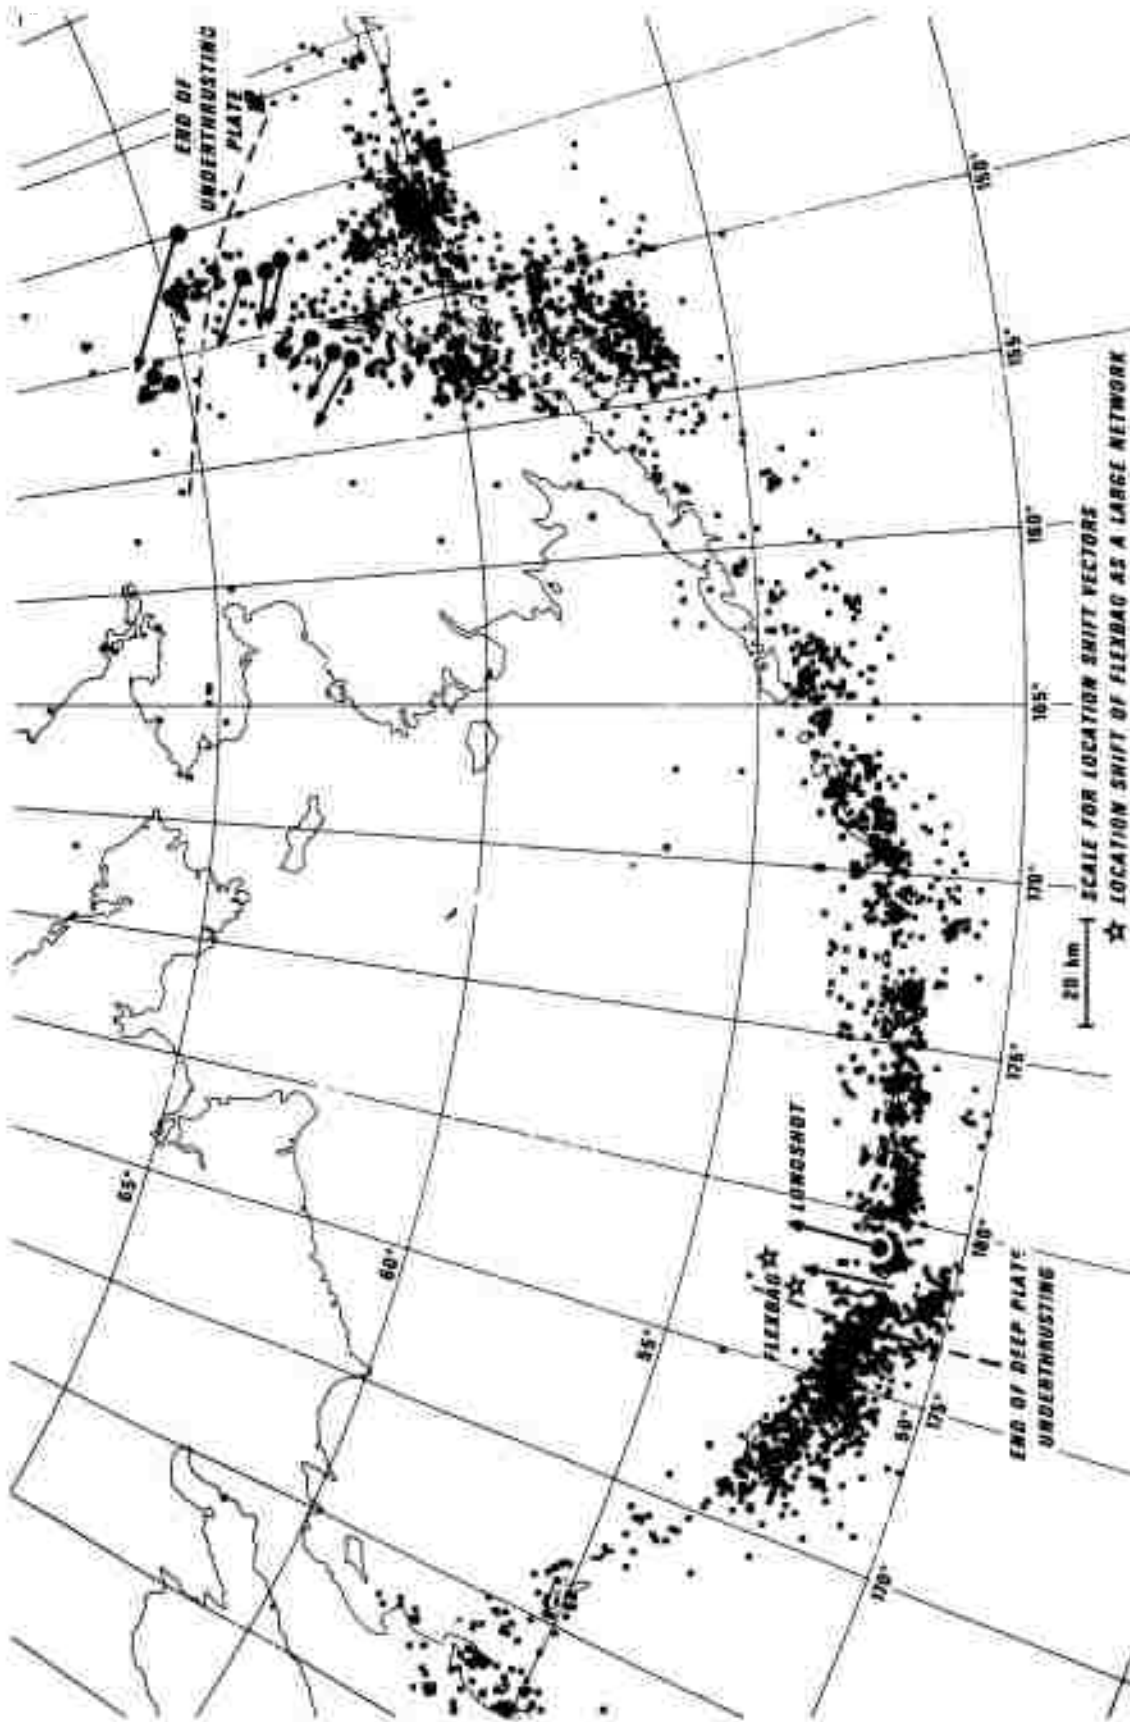 END OF
UNDERTHRUSTING
PLATE
150°
155°
160°
165°
170°
175°
180°
175°
170°
50°
55°
60°
65°
LONGSHOT
FLEXBAG
END OF DEEP PLATE
UNDERTHRUSTING
20 km
SCALE FOR LOCATION SHIFT VECTORS
☆ LOCATION SHIFT OF FLEXBAG AS A LARGE NETWORK